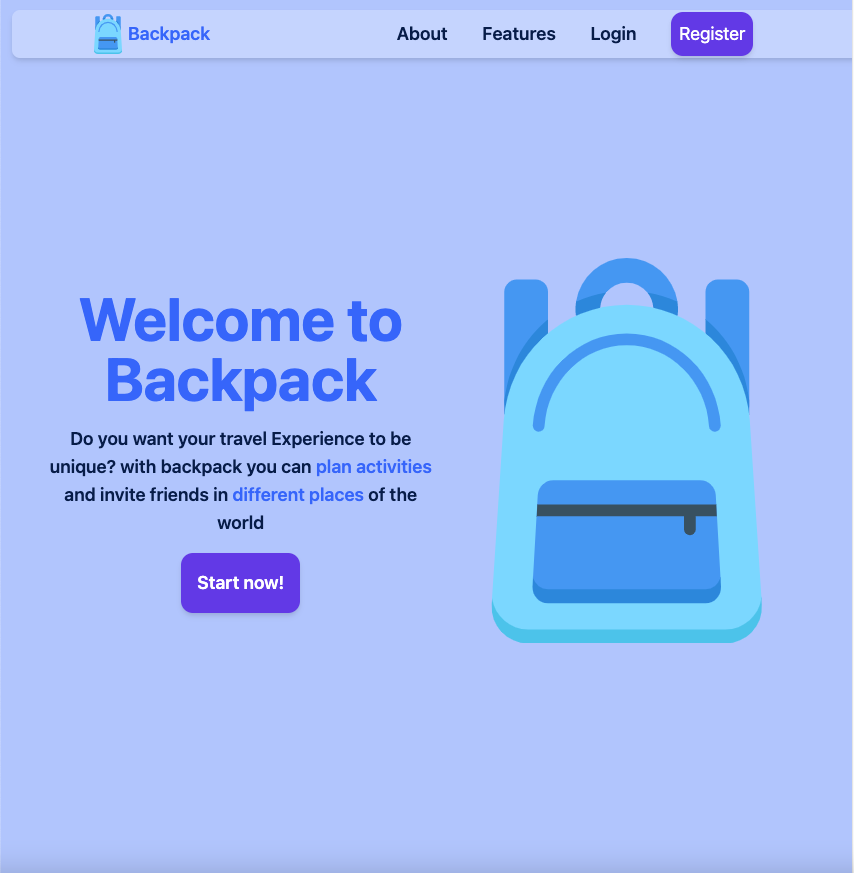 Backpack
About
Features
Login
Register
Welcome to
Backpack
Do you want your travel Experience to be
unique? with backpack you can plan activities
and invite friends in different places of the
world
Start now!